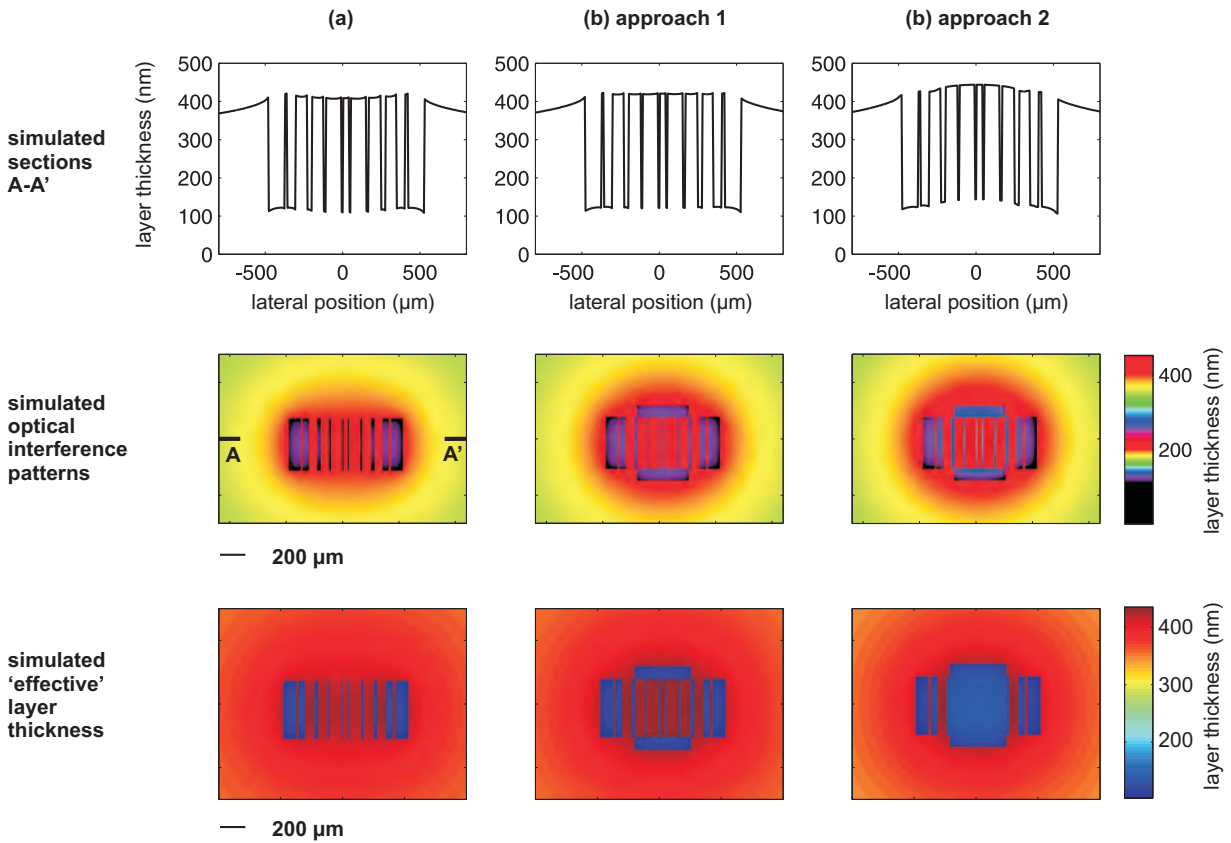 (a)
(b) approach 1
(b) approach 2
simulated
sections
A-A’
layer thickness (nm)
500
400
300
200
100
0
-500
0
500
lateral position (µm)
500
400
300
200
100
0
-500
0
500
lateral position (µm)
500
400
300
200
100
0
-500
0
500
lateral position (µm)
simulated
optical
interference
patterns
A
A’
400
200
layer thickness (nm)
200 µm
simulated
‘effective’
layer
thickness
400
300
200
layer thickness (nm)
200 µm